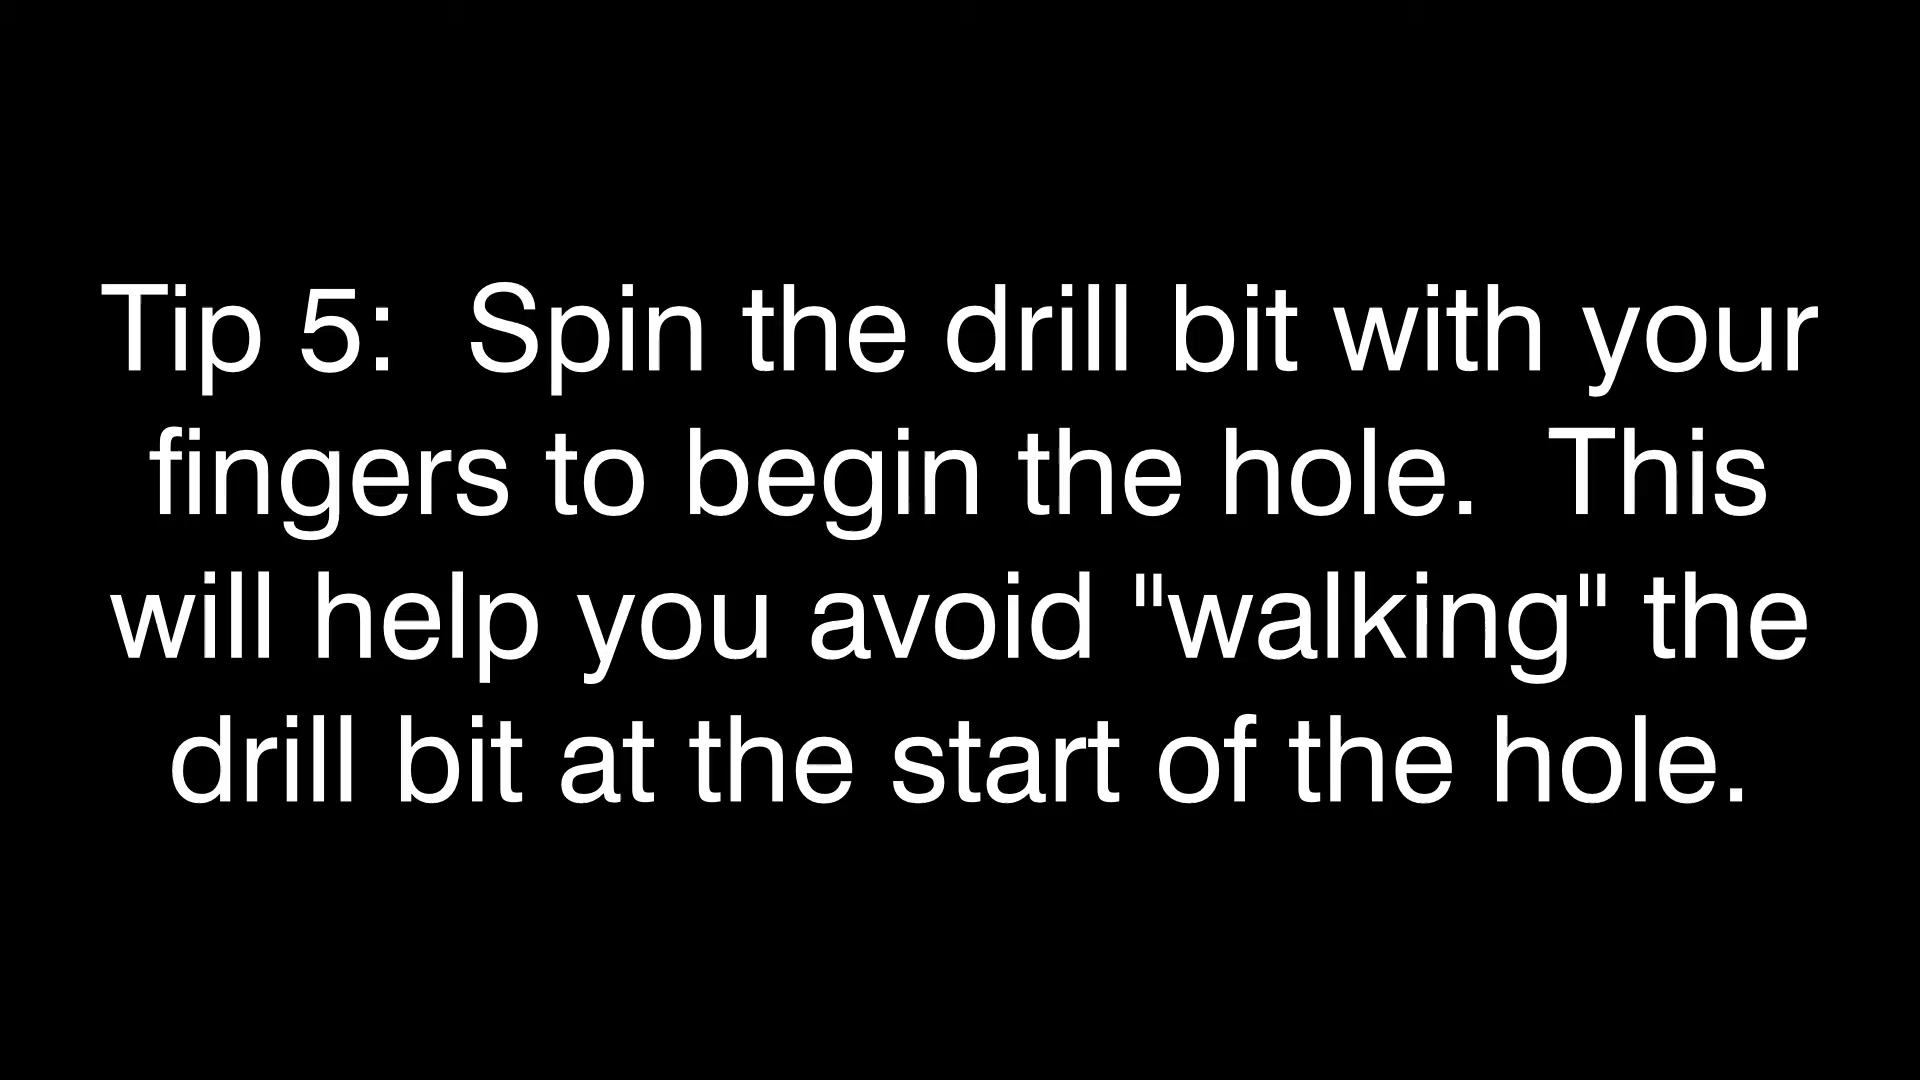 Tip 5:  Spin the drill bit with your
fingers to begin the hole.  This
will help you avoid "walking" the
drill bit at the start of the hole.